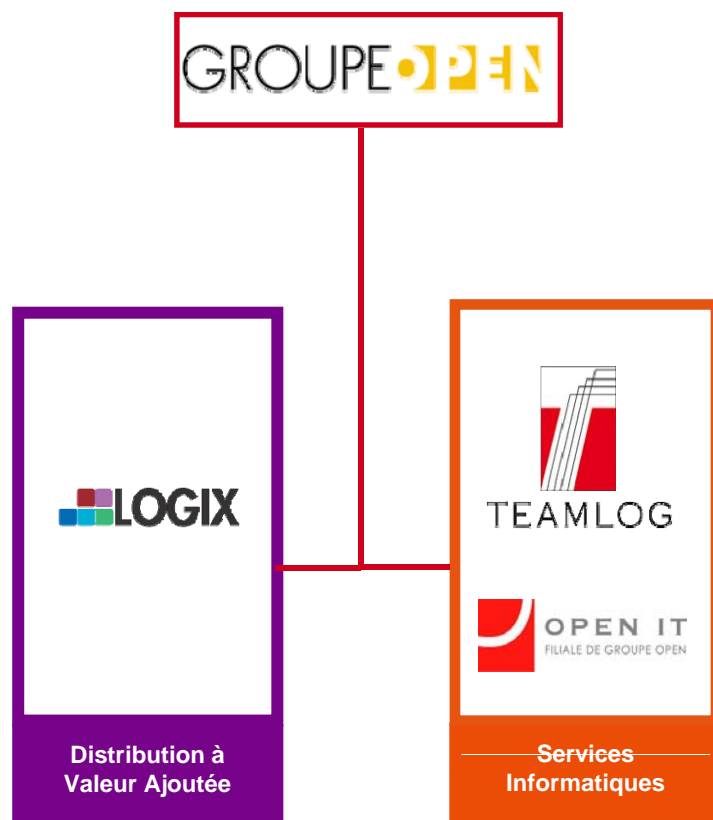 GROUPE OPEN
LOGIX
TEAMLOG
OPEN IT
FILIALE DE GROUPE OPEN
Distribution à
Valeur Ajoutée
Services
Informatiques